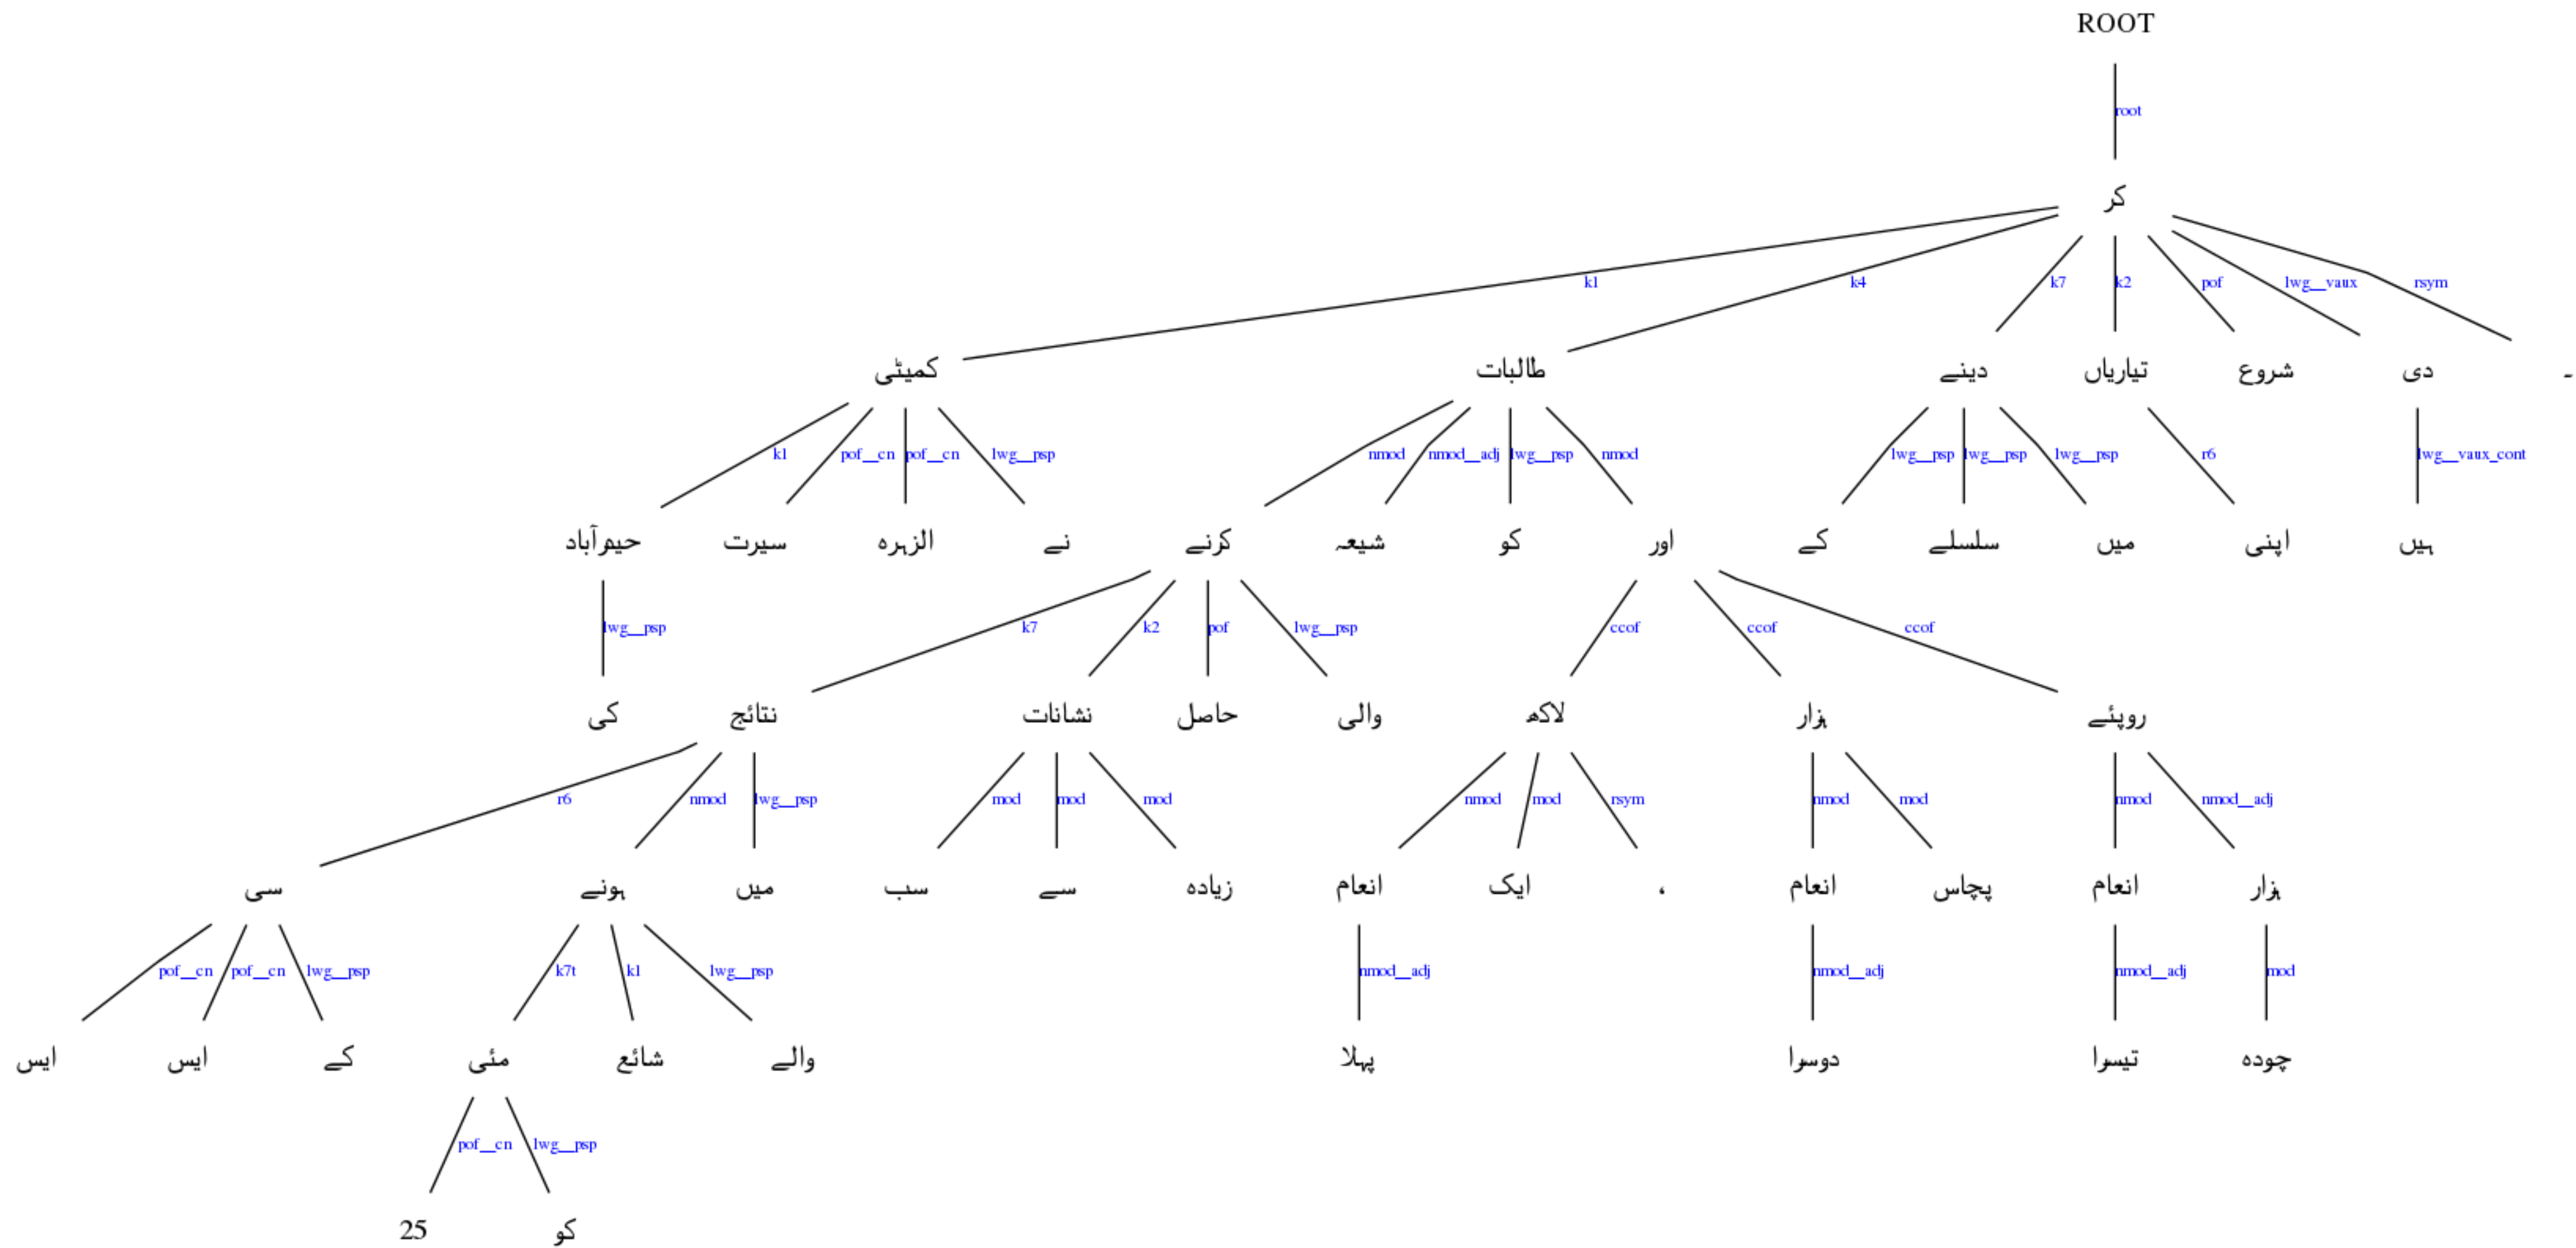 ROOT
root
کر
k1 k4 k7 k2 pof lwg__vaux rsym
کمیٹی طالبات دینے تیاریاں شروع دی ۔
k1 pof__cn pof__cn lwg__psp nmod nmod__adj lwg__psp nmod lwg__psp lwg__psp lwg__psp r6 lwg__vaux_cont
سیرت الزہرہ نے کرنے شیعہ کو اور کے سلسلے میں اپنی ہیں
lwg__psp k7 k2 pof lwg__psp ccof ccof ccof
کی نتائج نشانات حاصل والی لاکھ ہزار روپئے
r6 nmod lwg__psp mod mod mod nmod mod rsym nmod mod nmod nmod__adj
سی ہونے میں سب سے زیادہ انعام ایک ، انعام پچاس انعام ہزار
pof__cn pof__cn lwg__psp k7t k1 lwg__psp nmod__adj nmod__adj nmod__adj mod
ایس ایس کے مئی شائع والے پہلا دوسرا تیسرا چودہ
pof__cn lwg__psp
25 کو